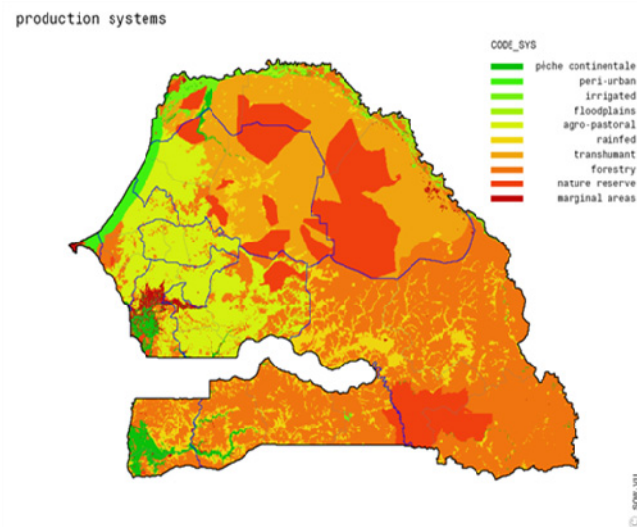 production systems
CODE_SYS
pêche continentale
peri-urban
irrigated
floodplains
agro-pastoral
rainfed
transhumant
forestry
nature reserve
marginal areas